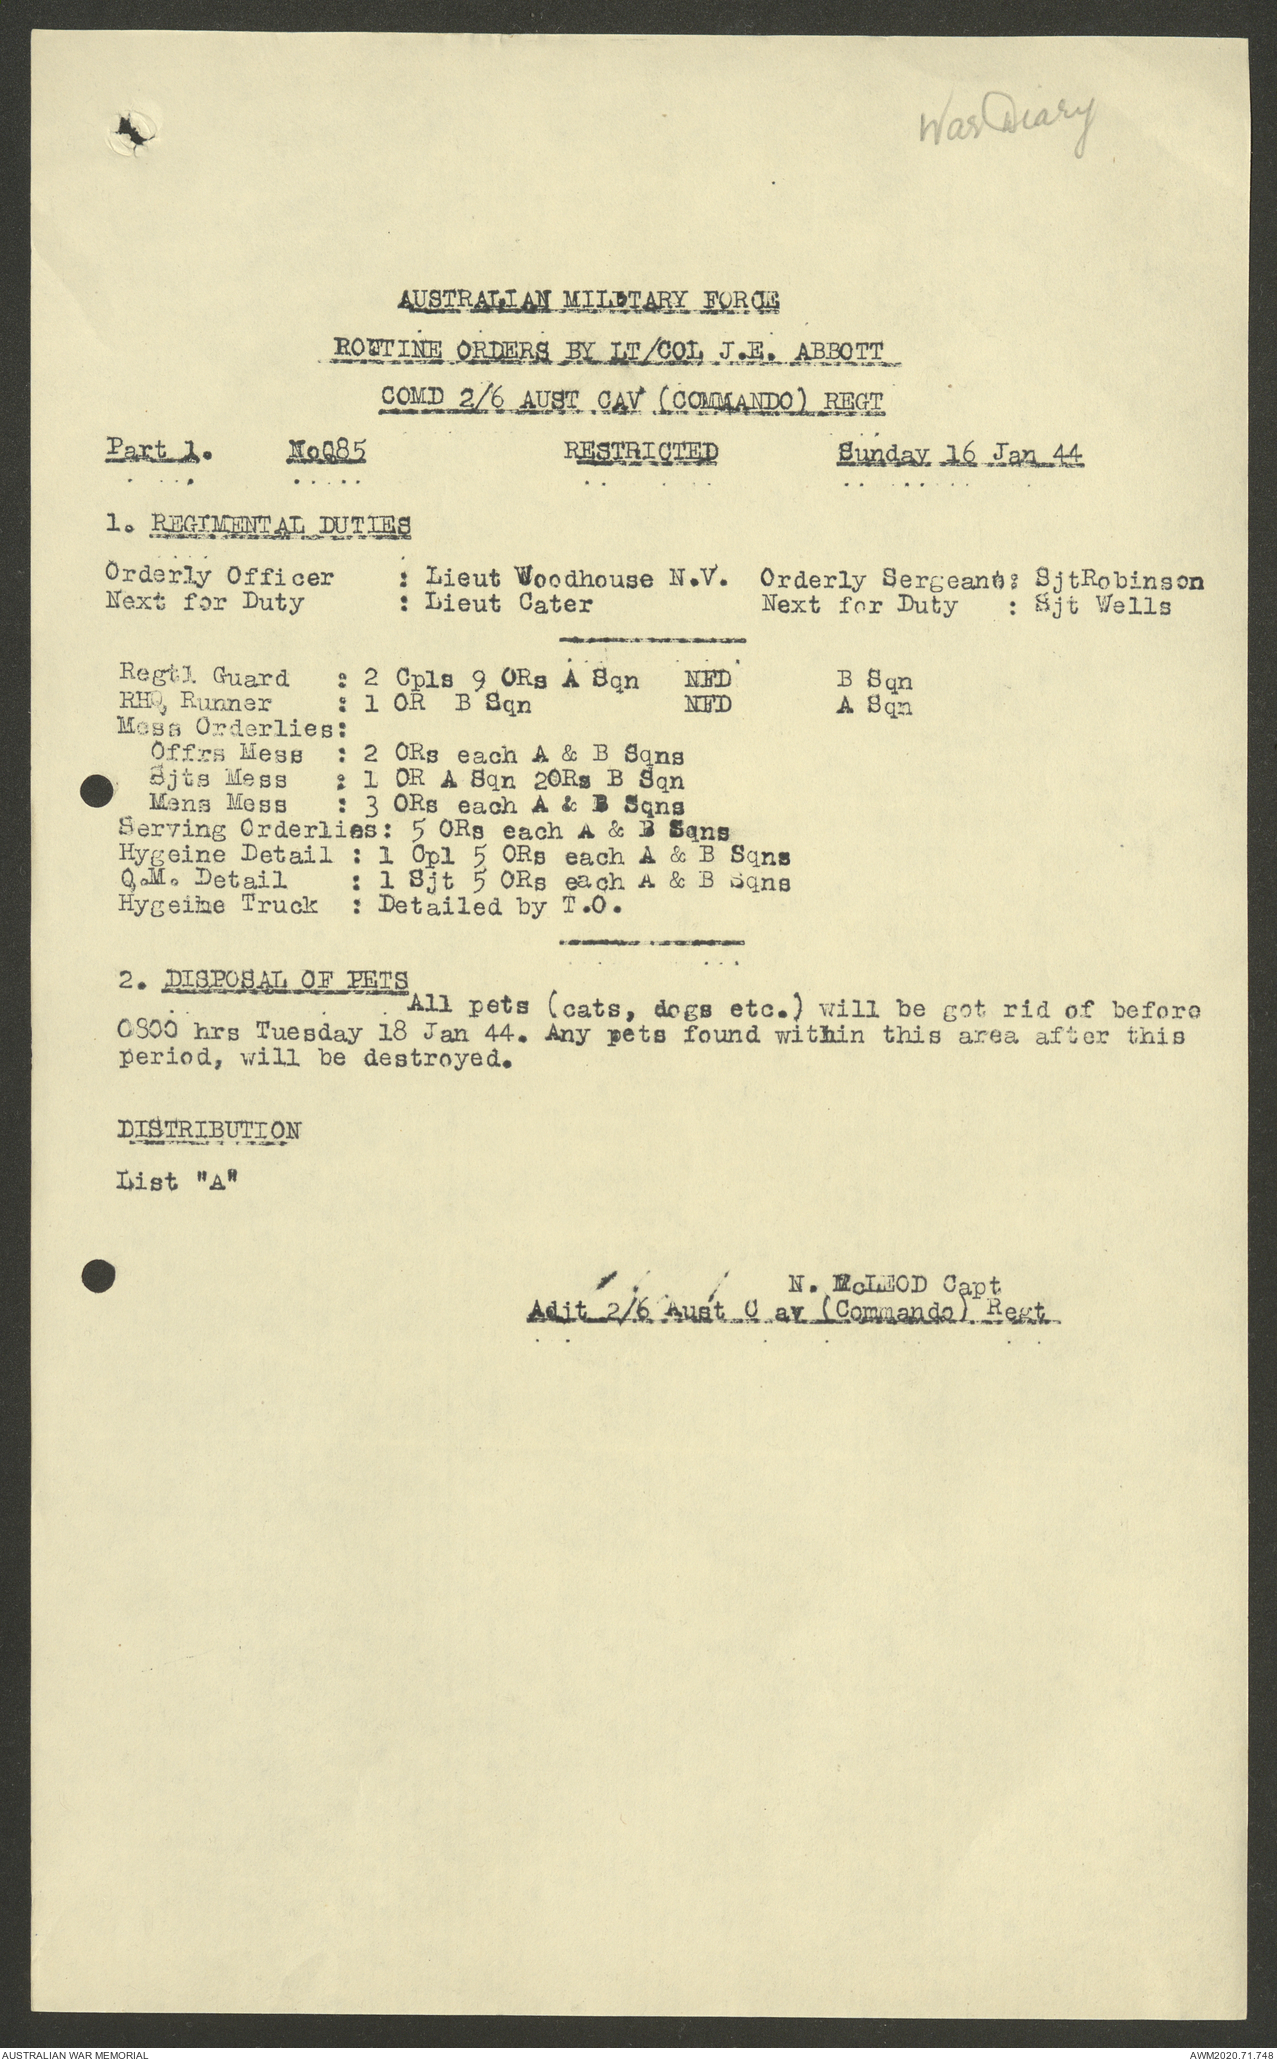 War Diary
AUSTRALIAN MILITARY FORCE
ROUTINE ORDERS BY LT/COL J.E. ABBOTT
COMD 2/6 AUST CAV (COMMANDO) REGT
Part 1. No085 RESTRICTED Sunday 16 Jan 44
1. REGIMENTAL DUTIES
Orderly Officer : Lieut Woodhouse N.V. Orderly Sergeant: SjtRobinson
Next for Duty : Lieut Cater Next for Duty : Sjt Wells
Regtl Guard : 2 Cpls 9 ORs A Sqn NFD B Sqn
RHQ Runner : 1 OR B Sqn NFD A Sqn
Mess Orderlies:
Offrs Mess : 2 ORs each A & B Sqns
Sjts Mess : 1 OR A Sqn 2ORs B Sqn
Mens Mess : 3 ORs each A & B Sqns
Serving Orderlies: 5 ORs each A & B Sqns
Hygeine Detail : 1 Cpl 5 ORs each A & B Sqns
Q.M. Detail : 1 Sjt 5 ORs each A & B Sqns
Hygeine Truck : Detailed by T.O.
2. DISPOSAL OF PETS
All pets (cats, dogs etc.) will be got rid of before
0800 hrs Tuesday 18 Jan 44. Any pets found within this area after this
period, will be destroyed.
DISTRIBUTION
List "A"
N. McLEOD Capt
Adjt 2/6 Aust C av (Commando) Regt
AUSTRALIAN WAR MEMORIAL AWM2020.71.748